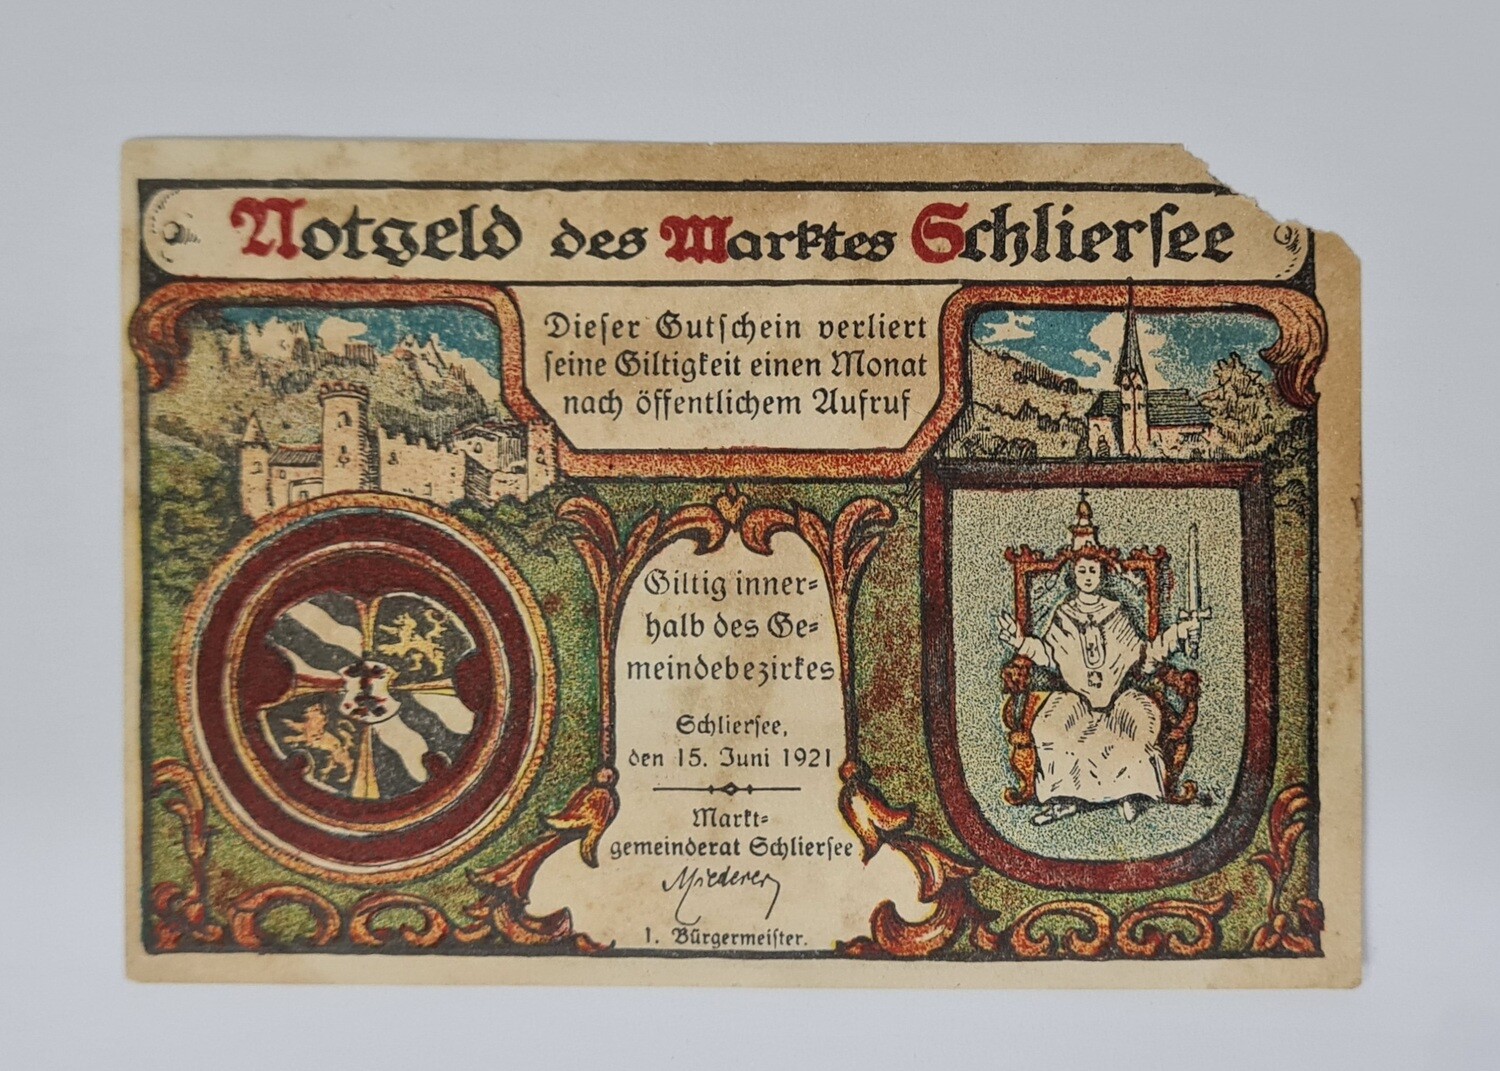 Notgeld des Marktes Schliersee
Dieser Gutschein verliert
seine Giltigkeit einen Monat
nach öffentlichem Aufruf
Giltig inner-
halb des Ge-
meindebezirkes
Schliersee,
den 15. Juni 1921
Markt-
gemeinderat Schliersee
Miederer
1. Bürgermeister.